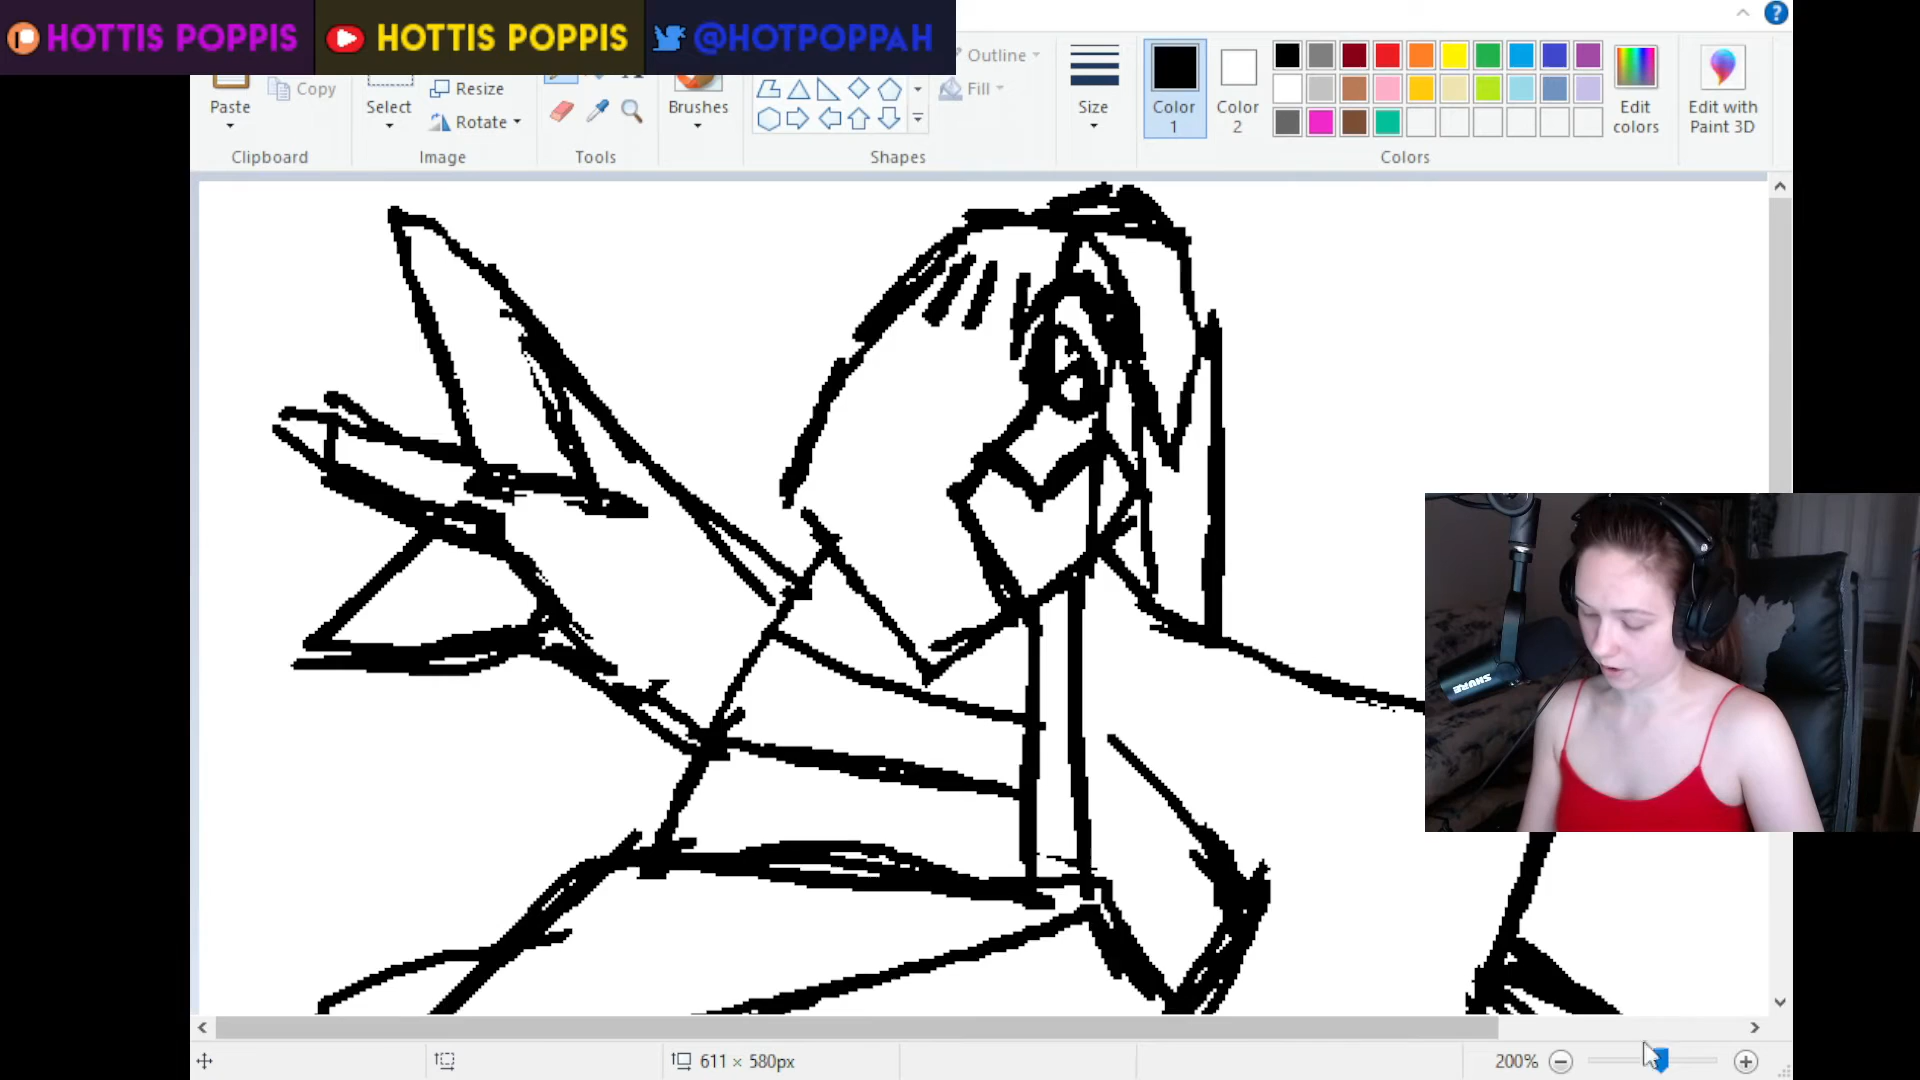 HOTTIS POPPIS HOTTIS POPPIS @HOTPOPPAH
Outline
Copy Resize Fill
Paste Select Rotate Brushes Size Color 1 Color 2 Edit colors Edit with Paint 3D
Clipboard Image Tools Shapes Colors
SHURE
611 × 580px 200%